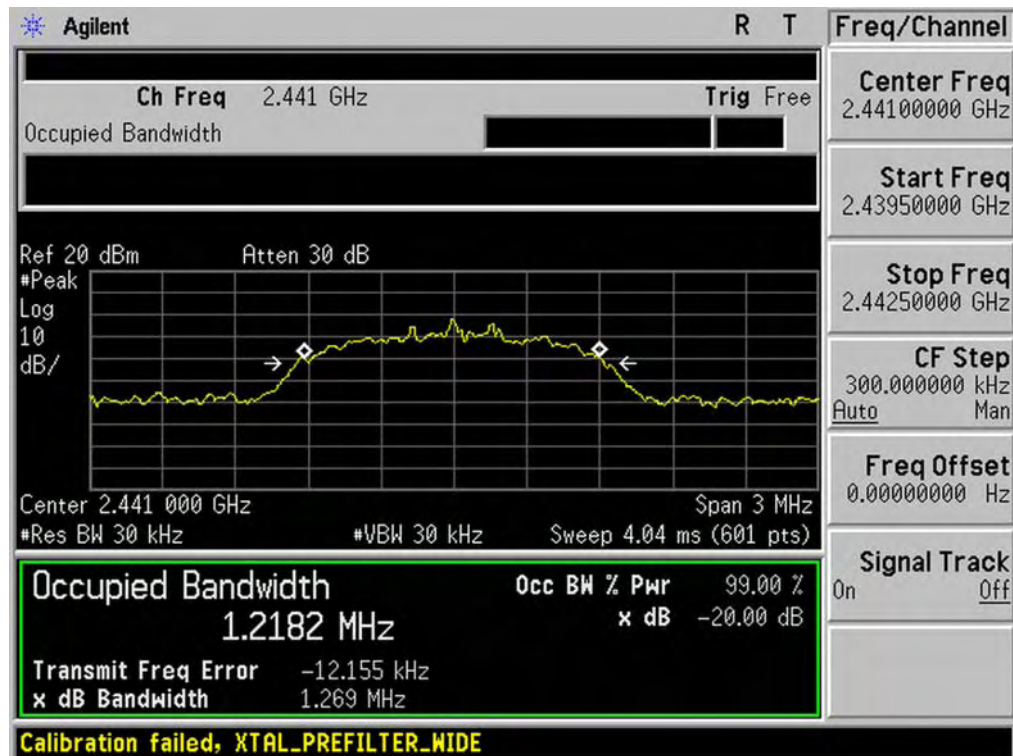 Agilent R T Freq/Channel
Ch Freq 2.441 GHz Trig Free
Occupied Bandwidth
Center Freq
2.44100000 GHz
Start Freq
2.43950000 GHz
Stop Freq
2.44250000 GHz
CF Step
300.000000 kHz
Auto Man
Freq Offset
0.00000000 Hz
Signal Track
On Off
Ref 20 dBm Atten 30 dB
#Peak
Log
10
dB/
Center 2.441 000 GHz Span 3 MHz
#Res BW 30 kHz #VBW 30 kHz Sweep 4.04 ms (601 pts)
Occupied Bandwidth
1.2182 MHz
Occ BW % Pwr 99.00 %
x dB -20.00 dB
Transmit Freq Error -12.155 kHz
x dB Bandwidth 1.269 MHz
Calibration failed, XTAL_PREFILTER_WIDE